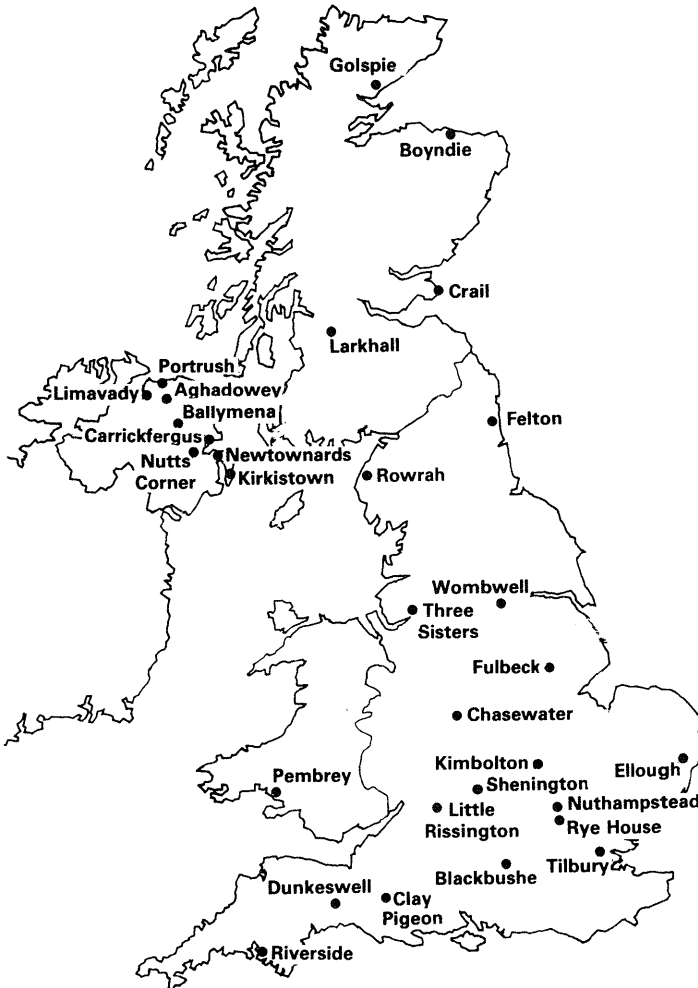 Golspie
Boyndie
Crail
Larkhall
Portrush
Limavady
Aghadowey
Ballymena
Felton
Carrickfergus
Newtownards
Nutts
Corner
Kirkistown
Rowrah
Wombwell
Three
Sisters
Fulbeck
Chasewater
Kimbolton
Ellough
Pembrey
Shenington
Nuthampstead
Little
Rissington
Rye House
Tilbury
Blackbushe
Dunkeswell
Clay
Pigeon
Riverside